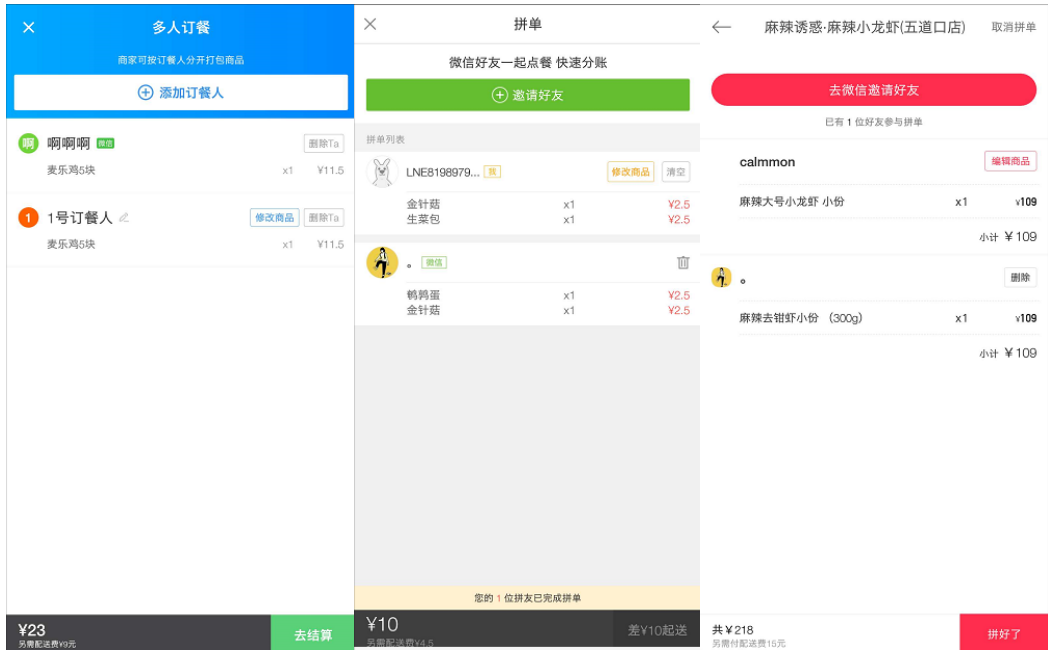 多人订餐
商家可按订餐人分开打包商品
添加订餐人
啊 啊啊啊 微信 删除Ta
麦乐鸡5块 x1 ¥11.5
1 1号订餐人 修改商品 删除Ta
麦乐鸡5块 x1 ¥11.5
¥23
另需配送费¥9元
去结算
拼单
微信好友一起点餐 快速分账
邀请好友
拼单列表
LNE8198979... 我 修改商品 清空
金针菇 x1 ¥2.5
生菜包 x1 ¥2.5
。 微信
鹌鹑蛋 x1 ¥2.5
金针菇 x1 ¥2.5
您的 1 位拼友已完成拼单
¥10
另需配送费¥4.5
差¥10起送
麻辣诱惑·麻辣小龙虾(五道口店) 取消拼单
去微信邀请好友
已有 1 位好友参与拼单
calmmon 编辑商品
麻辣大号小龙虾 小份 x1 ¥109
小计 ¥109
。 删除
麻辣去钳虾小份 (300g) x1 ¥109
小计 ¥109
共¥218
另需付配送费15元
拼好了